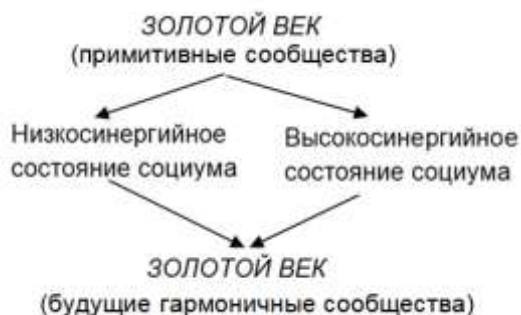 ЗОЛОТОЙ ВЕК
(примитивные сообщества)
Низкосинергийное
состояние социума
Высокосинергийное
состояние социума
ЗОЛОТОЙ ВЕК
(будущие гармоничные сообщества)